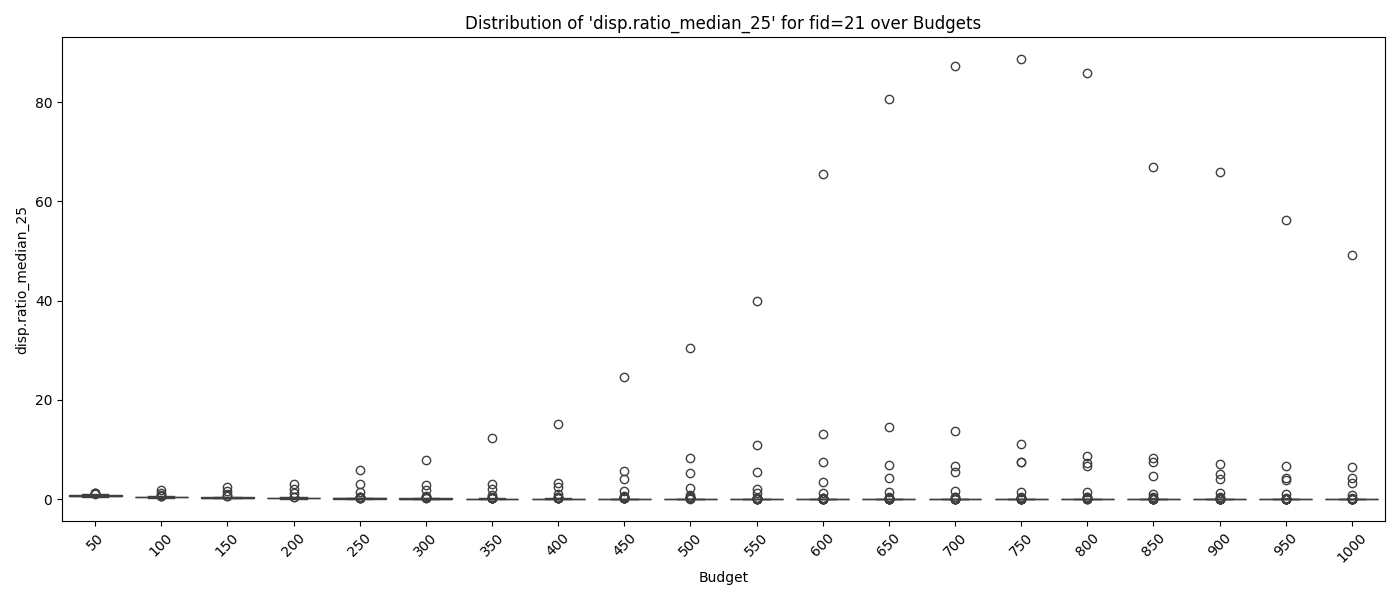 Distribution of 'disp.ratio_median_25' for fid=21 over Budgets
disp.ratio_median_25
80
60
40
20
0
50 100 150 200 250 300 350 400 450 500 550 600 650 700 750 800 850 900 950 1000
Budget